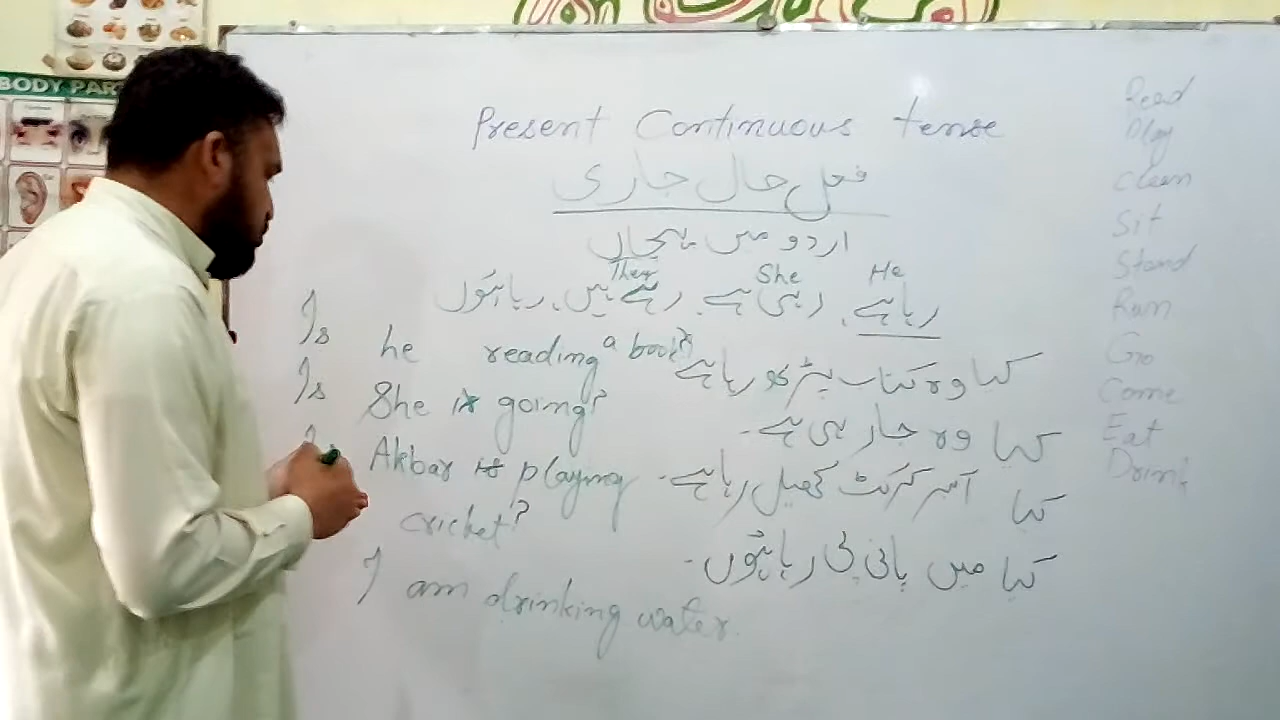 BODY PAR
Present Continuous tense
فعل حال جاری
اردو میں پہچان
He She They
رہا ہے، رہی ہے، رہے ہیں، رہا ہوں
Is he reading a book?
کیا وہ کتاب پڑھ رہا ہے
Is She is going?
کیا وہ جا رہی ہے۔
Akbar is playing
کیا اکبر کرکٹ کھیل رہا ہے۔
cricket?
کیا میں پانی پی رہا ہوں۔
I am drinking water.
Read
Play
Clean
Sit
Stand
Run
Go
Come
Eat
Drink